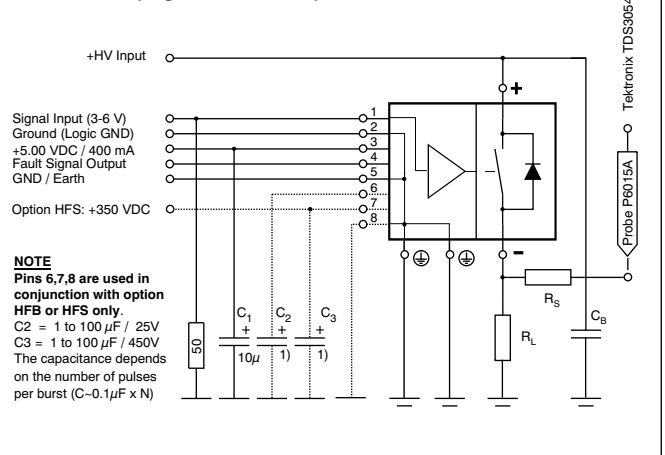 Tektronix TDS3054
+HV Input
+
Signal Input (3-6 V)
Ground (Logic GND)
+5.00 VDC / 400 mA
Fault Signal Output
GND / Earth
Option HFS: +350 VDC
1
2
3
4
5
6
7
8
Probe P6015A
-
RS
RL
CB
NOTE
Pins 6,7,8 are used in
conjunction with option
HFB or HFS only.
C2 = 1 to 100 µF / 25V
C3 = 1 to 100 µF / 450V
The capacitance depends
on the number of pulses
per burst (C~0.1µF x N)
50
C1
+
10µ
C2
+
1)
C3
+
1)